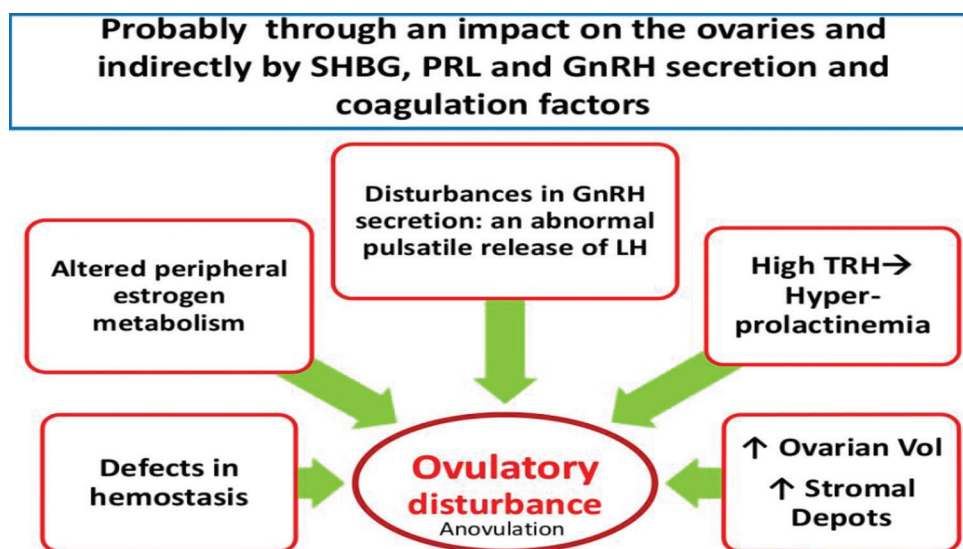 Probably through an impact on the ovaries and
indirectly by SHBG, PRL and GnRH secretion and
coagulation factors
Disturbances in GnRH
secretion: an abnormal
pulsatile release of LH
Altered peripheral
estrogen
metabolism
High TRH→
Hyper-
prolactinemia
Defects in
hemostasis
Ovulatory
disturbance
Anovulation
↑ Ovarian Vol
↑ Stromal
Depots